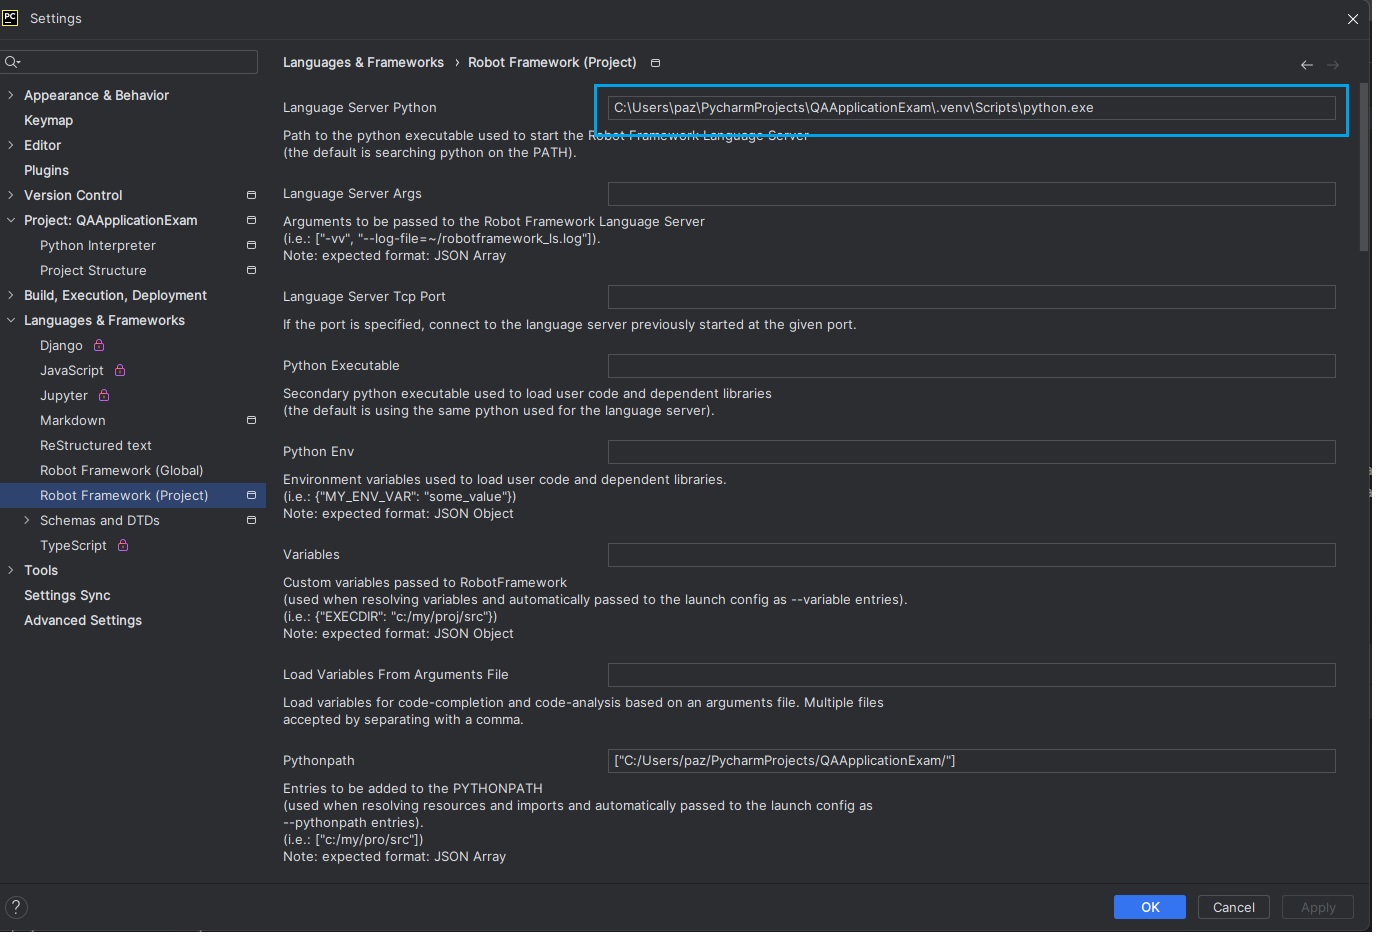 PC
Settings
Appearance & Behavior
Keymap
Editor
Plugins
Version Control
Project: QAApplicationExam
Python Interpreter
Project Structure
Build, Execution, Deployment
Languages & Frameworks
Django
JavaScript
Jupyter
Markdown
ReStructured text
Robot Framework (Global)
Robot Framework (Project)
Schemas and DTDs
TypeScript
Tools
Settings Sync
Advanced Settings
Languages & Frameworks › Robot Framework (Project)
Language Server Python
C:\Users\paz\PycharmProjects\QAApplicationExam\.venv\Scripts\python.exe
Path to the python executable used to start the Robot Framework Language Server
(the default is searching python on the PATH).
Language Server Args
Arguments to be passed to the Robot Framework Language Server
(i.e.: ["-vv", "--log-file=~/robotframework_ls.log"]).
Note: expected format: JSON Array
Language Server Tcp Port
If the port is specified, connect to the language server previously started at the given port.
Python Executable
Secondary python executable used to load user code and dependent libraries
(the default is using the same python used for the language server).
Python Env
Environment variables used to load user code and dependent libraries.
(i.e.: {"MY_ENV_VAR": "some_value"})
Note: expected format: JSON Object
Variables
Custom variables passed to RobotFramework
(used when resolving variables and automatically passed to the launch config as --variable entries).
(i.e.: {"EXECDIR": "c:/my/proj/src"})
Note: expected format: JSON Object
Load Variables From Arguments File
Load variables for code-completion and code-analysis based on an arguments file. Multiple files
accepted by separating with a comma.
Pythonpath
["C:/Users/paz/PycharmProjects/QAApplicationExam/"]
Entries to be added to the PYTHONPATH
(used when resolving resources and imports and automatically passed to the launch config as
--pythonpath entries).
(i.e.: ["c:/my/pro/src"])
Note: expected format: JSON Array
?
OK
Cancel
Apply